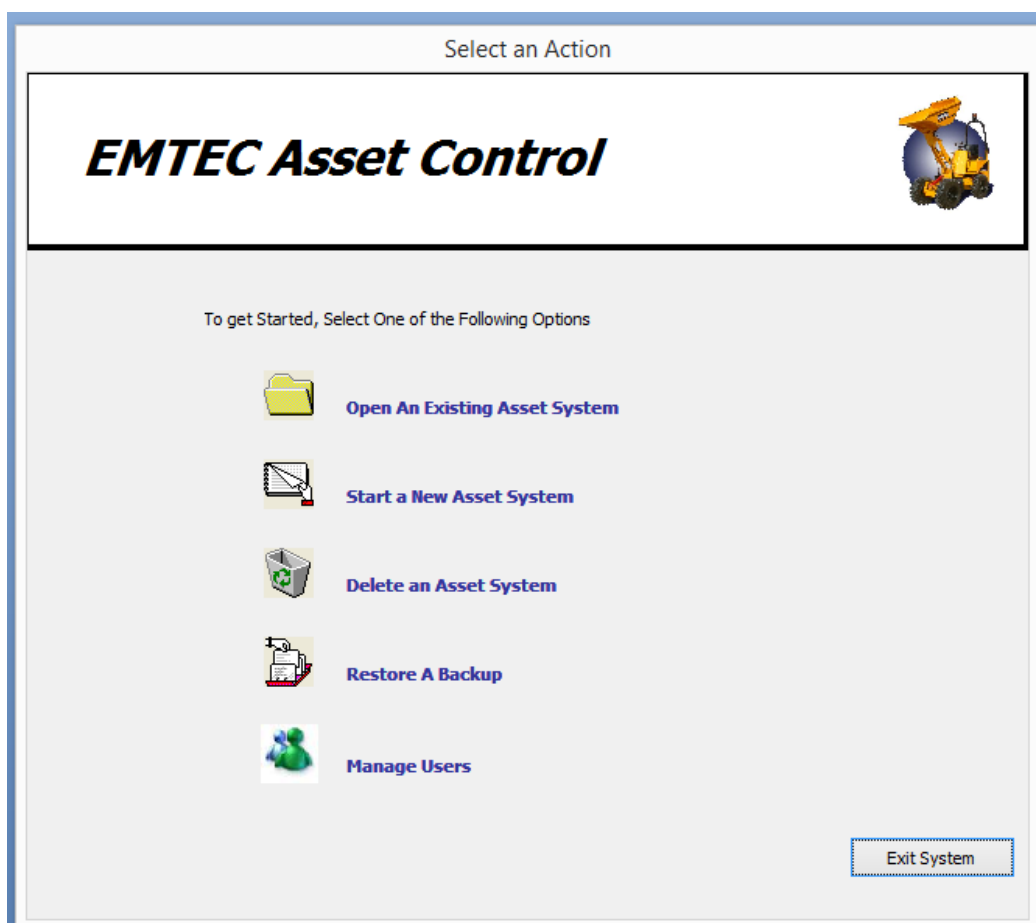 Select an Action
EMTEC Asset Control
To get Started, Select One of the Following Options
Open An Existing Asset System
Start a New Asset System
Delete an Asset System
Restore A Backup
Manage Users
Exit System